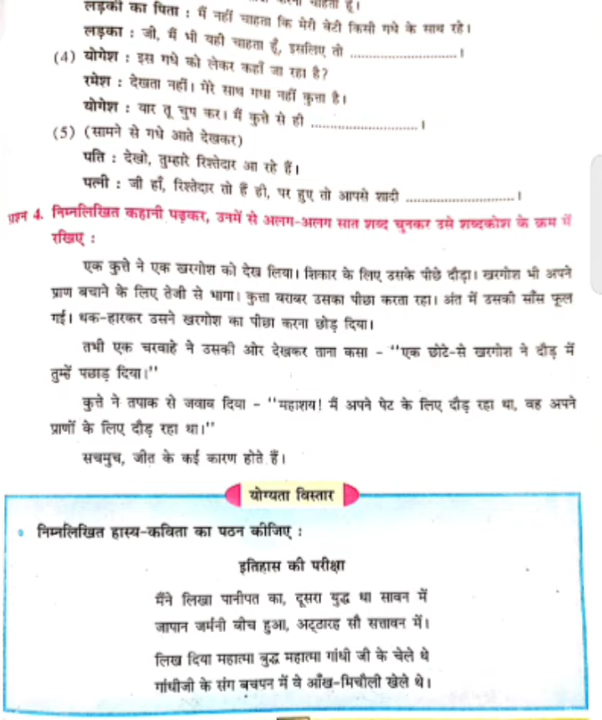 लड़की का पिता : मैं नहीं चाहता कि मेरी बेटी किसी गधे के साथ रहे।
लड़का : जी, मैं भी यही चाहता हूँ, इसलिए तो ........................ ।
(4) योगेश : इस गधे को लेकर कहाँ जा रहा है?
रमेश : देखता नहीं। मेरे साथ गधा नहीं कुत्ता है।
योगेश : यार तू चुप कर। मैं कुत्ते से ही ........................ ।
(5) (सामने से गधे आते देखकर)
पति : देखो, तुम्हारे रिश्तेदार आ रहे हैं।
पत्नी : जी हाँ, रिश्तेदार तो हैं ही, पर हुए तो आपसे शादी ........................ ।
प्रश्न 4. निम्नलिखित कहानी पढ़कर, उनमें से अलग-अलग सात शब्द चुनकर उसे शब्दकोश के क्रम में
रखिए :
एक कुत्ते ने एक खरगोश को देख लिया। शिकार के लिए उसके पीछे दौड़ा। खरगोश भी अपने
प्राण बचाने के लिए तेजी से भागा। कुत्ता बराबर उसका पीछा करता रहा। अंत में उसकी साँस फूल
गई। थक-हारकर उसने खरगोश का पीछा करना छोड़ दिया।
तभी एक चरवाहे ने उसकी ओर देखकर ताना कसा - "एक छोटे-से खरगोश ने दौड़ में
तुम्हें पछाड़ दिया।"
कुत्ते ने तपाक से जवाब दिया - "महाशय! मैं अपने पेट के लिए दौड़ रहा था, वह अपने
प्राणों के लिए दौड़ रहा था।"
सचमुच, जीत के कई कारण होते हैं।
योग्यता विस्तार
निम्नलिखित हास्य-कविता का पठन कीजिए :
इतिहास की परीक्षा
मैंने लिखा पानीपत का, दूसरा युद्ध था सावन में
जापान जर्मनी बीच हुआ, अट्ठारह सौ सत्तावन में।
लिख दिया महात्मा बुद्ध महात्मा गांधी जी के चेले थे
गांधीजी के संग बचपन में वे आँख-मिचौली खेले थे।